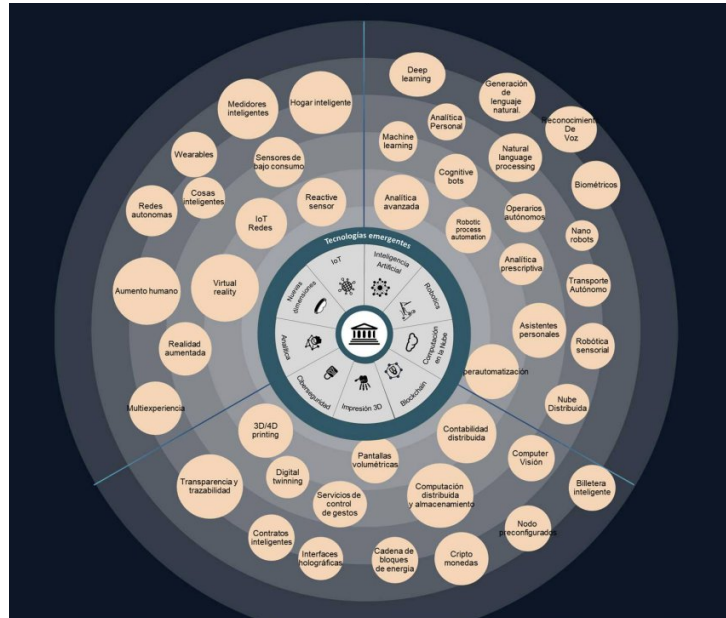 Deep
learning
Generación
de
lenguaje
natural.
Reconocimiento
De
Voz
Medidores
inteligentes
Hogar inteligente
Analítica
Personal
Machine
learning
Natural
language
processing
Wearables
Sensores de
bajo consumo
Cognitive
bots
Biométricos
Cosas
inteligentes
Redes
autonomas
IoT
Redes
Reactive
sensor
Analítica
avanzada
Robotic
process
automation
Operarios
autónomos
Nano
robots
Analítica
prescriptiva
Transporte
Autónomo
Aumento humano
Virtual
reality
Asistentes
personales
Robótica
sensorial
Realidad
aumentada
perautomatización
Multiexperiencia
Nube
Distribuida
Tecnologías emergentes
IoT
Inteligencia
Artificial
Robotica
Computación
en la Nube
Blockchain
Impresión 3D
Ciberseguridad
Analítica
Nuevas
dimensiones
3D/4D
printing
Contabilidad
distribuida
Pantallas
volumétricas
Computer
Visión
Transparencia y
trazabilidad
Digital
twinning
Servicios de
control
de gestos
Computación
distribuida
y almacenamiento
Billetera
inteligente
Nodo
preconfigurados
Contratos
inteligentes
Interfaces
holográficas
Cadena de
bloques
de energia
Cripto
monedas